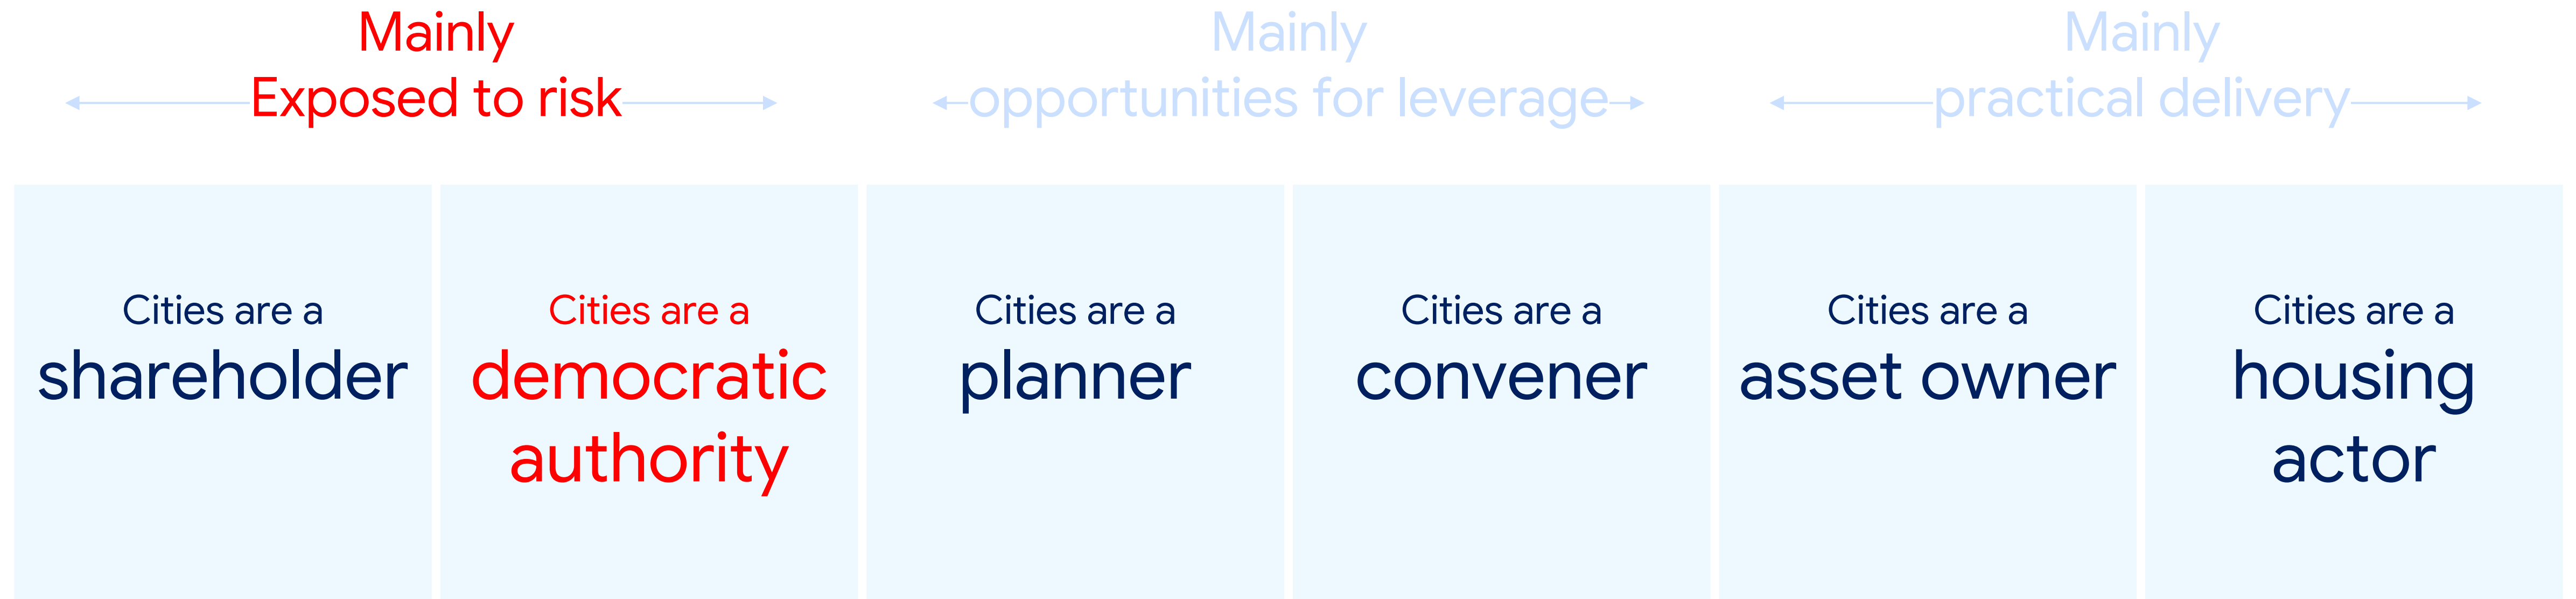 Mainly
Exposed to risk
Mainly
opportunities for leverage
Mainly
practical delivery
Cities are a
shareholder
Cities are a
democratic
authority
Cities are a
planner
Cities are a
convener
Cities are a
asset owner
Cities are a
housing
actor